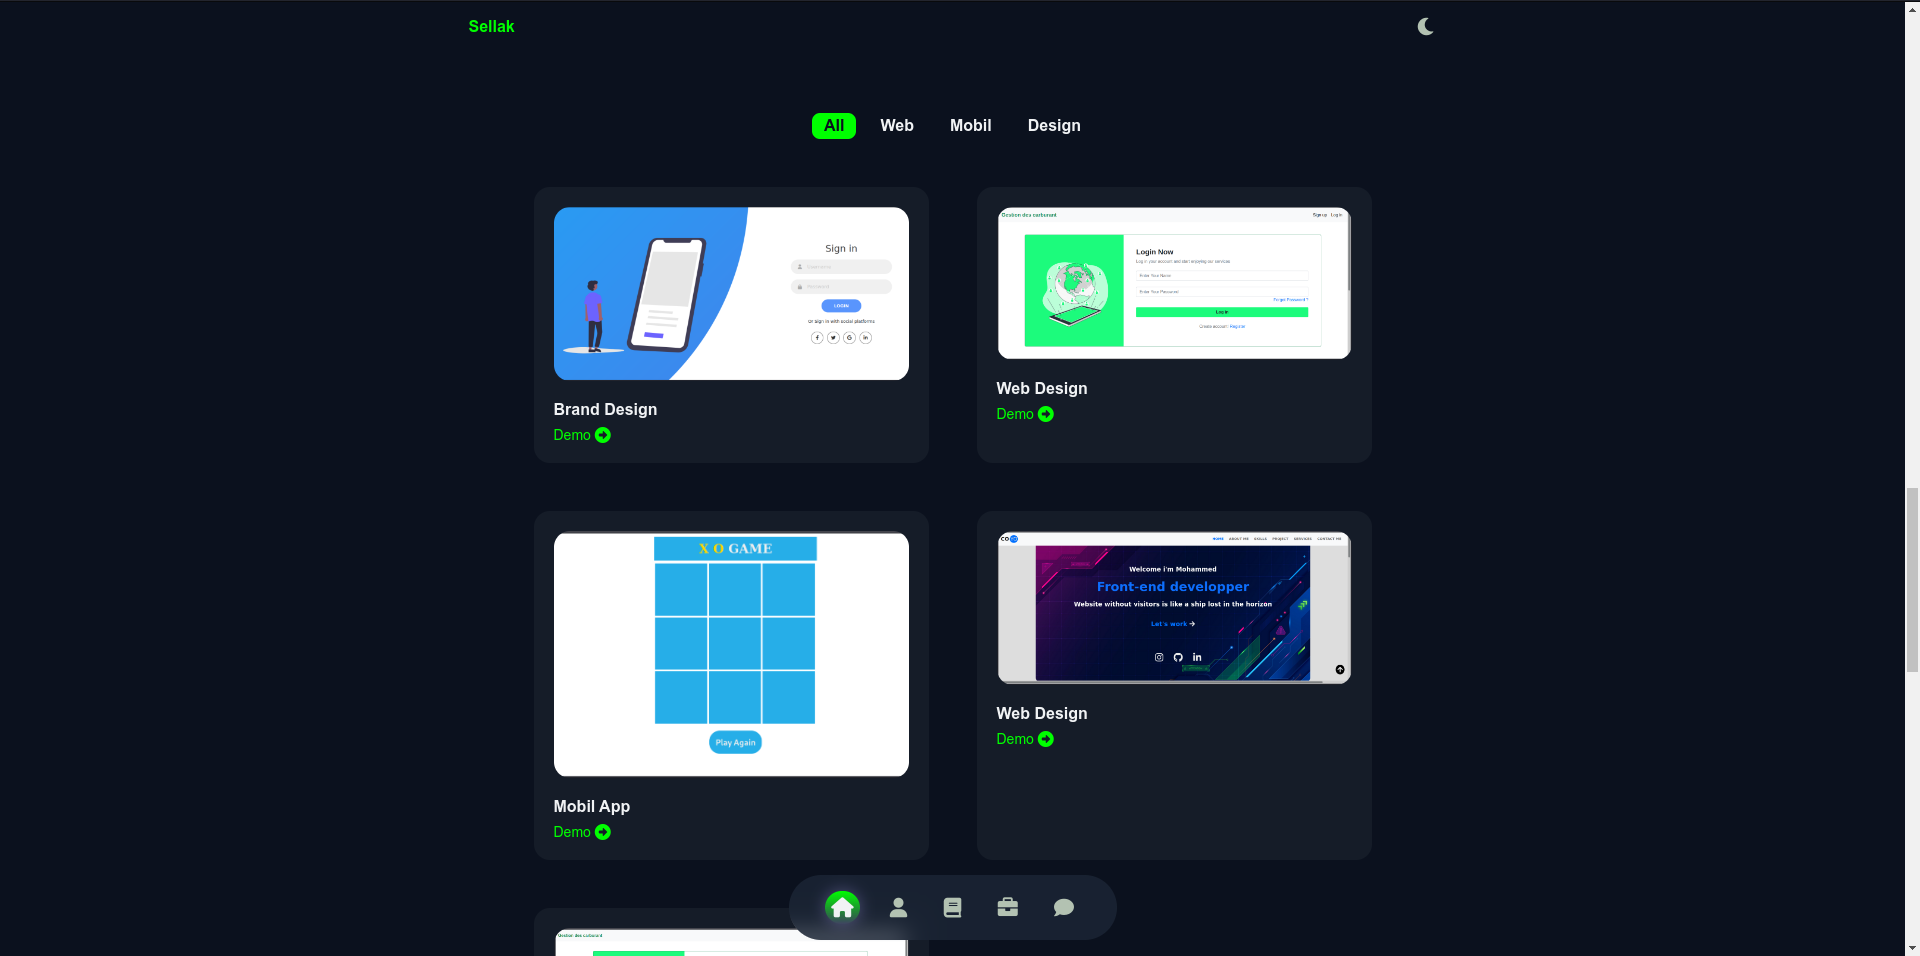 Sellak
All Web Mobil Design
Sign in
LOGIN
Or Sign in with social platforms
Brand Design
Demo
Gestion des carburant Sign up Log in
Login Now
Log in your account and start enjoying our services
Enter Your Name
Enter Your Password
Forgot Password ?
Log in
Create account Register
Web Design
Demo
X O GAME
Play Again
Mobil App
Demo
HOME ABOUT ME SKILLS PROJECT SERVICES CONTACT ME
Welcome i'm Mohammed
Front-end developper
Website without visitors is like a ship lost in the horizon
Let's work
Web Design
Demo
Gestion des carburant